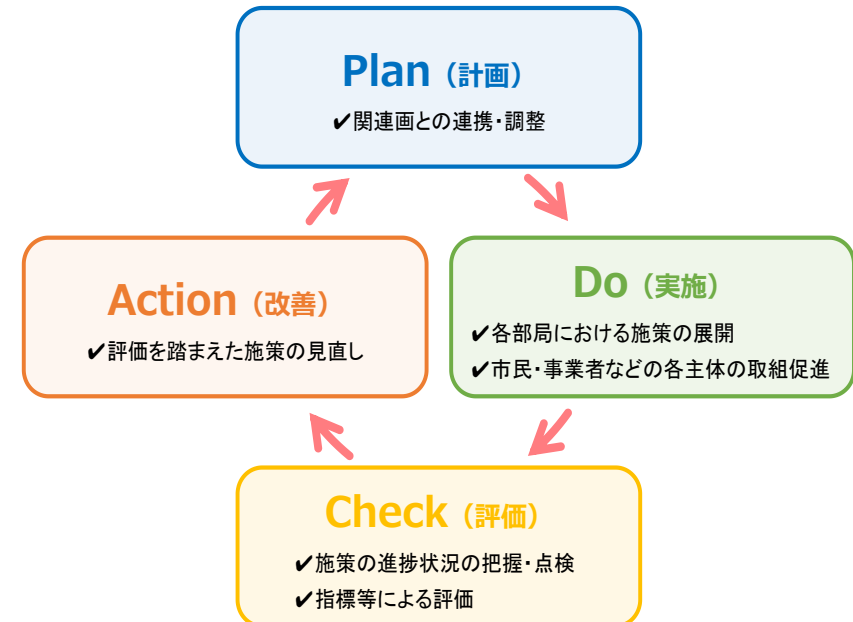 Plan（計画）
✔関連画との連携・調整
Action（改善）
✔評価を踏まえた施策の見直し
Do（実施）
✔各部局における施策の展開
✔市民・事業者などの各主体の取組促進
Check（評価）
✔施策の進捗状況の把握・点検
✔指標等による評価